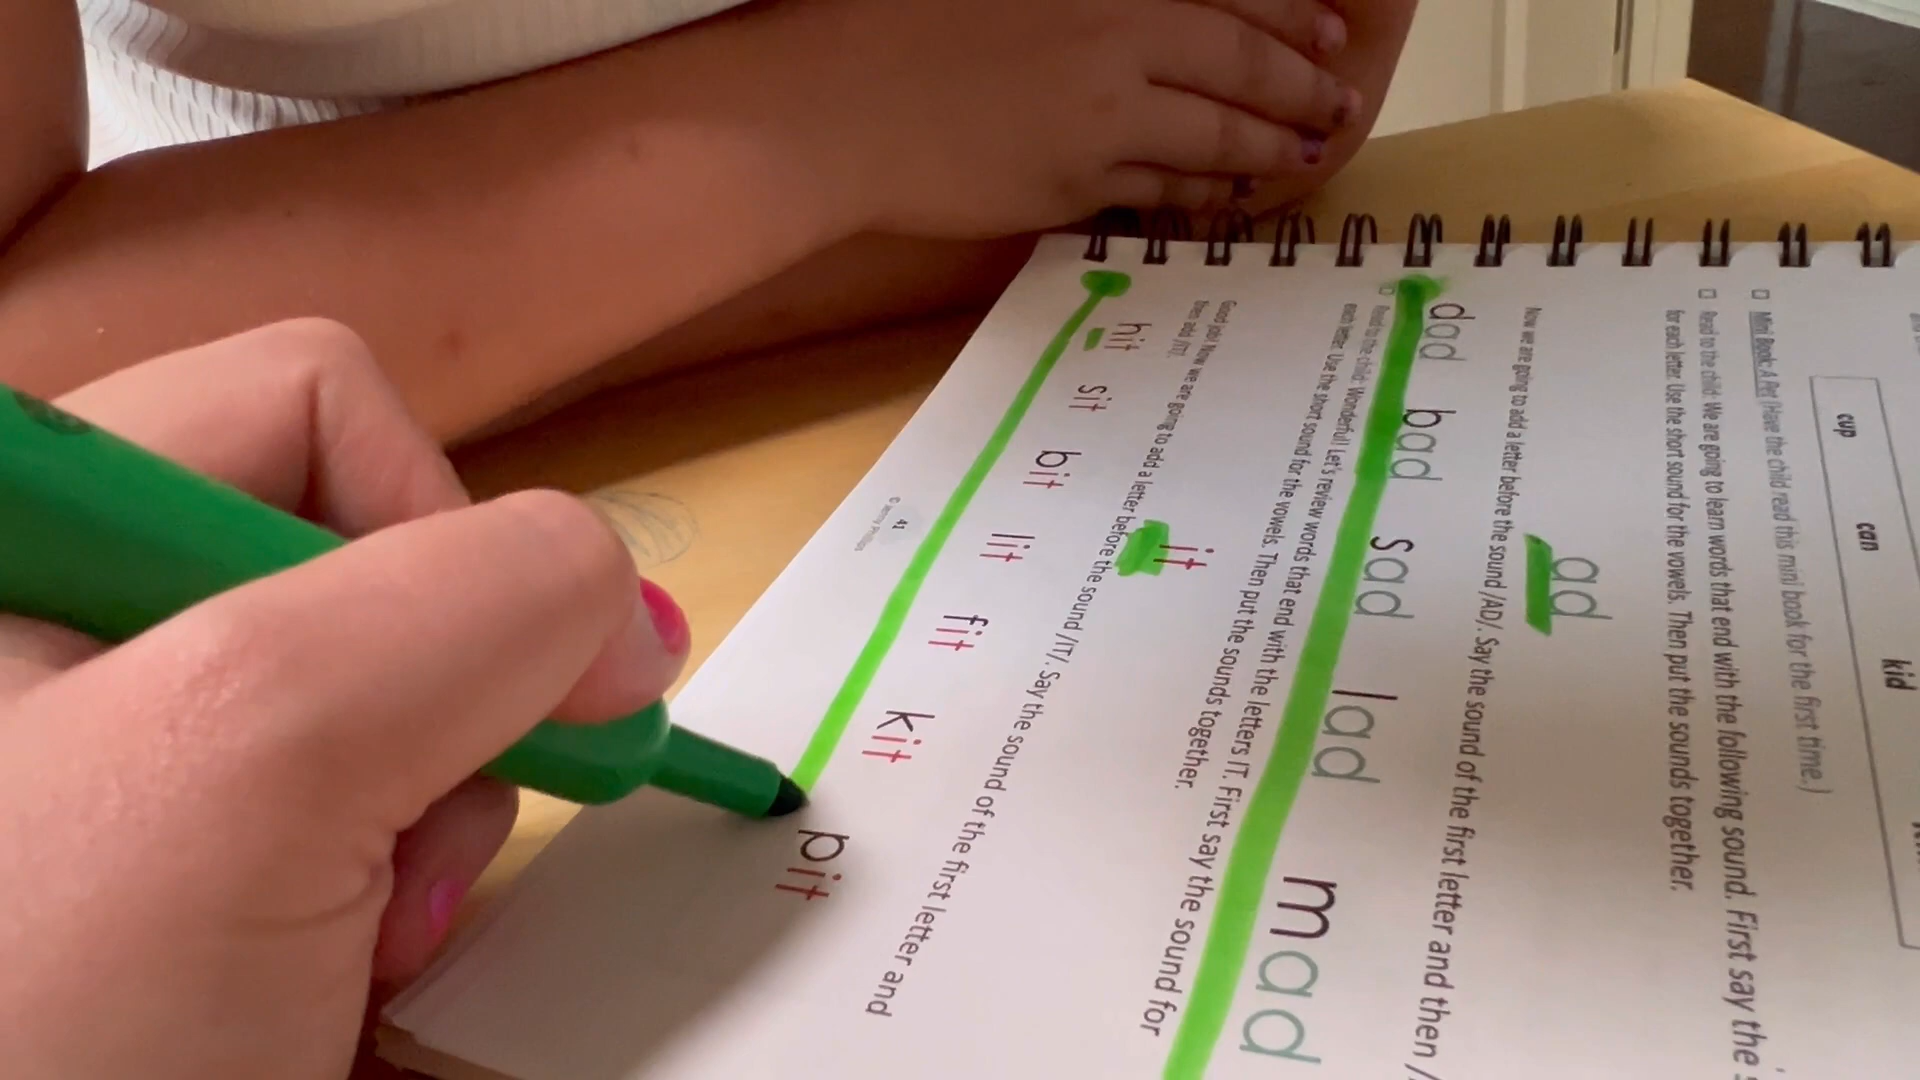 cup can kid
Mini Book: A Pet (Have the child read this mini book for the first time.)
Read to the child: We are going to learn words that end with the following sound. First say the
for each letter. Use the short sound for the vowels. Then put the sounds together.
ad
Now we are going to add a letter before the sound /AD/. Say the sound of the first letter and then /
dad bad sad lad mad
Read to the child: Wonderful! Let's review words that end with the letters IT. First say the sound for
each letter. Use the short sound for the vowels. Then put the sounds together.
it
Good job! Now we are going to add a letter before the sound /IT/. Say the sound of the first letter and
then add /IT/.
hit sit bit lit fit kit pit
41